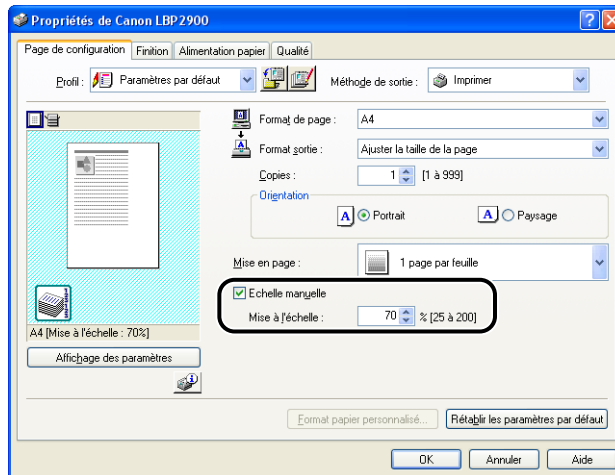 Propriétés de Canon LBP2900
Page de configuration Finition Alimentation papier Qualité
Profil : Paramètres par défaut Méthode de sortie : Imprimer
Format de page : A4
Format sortie : Ajuster la taille de la page
Copies : 1 [1 à 999]
Orientation
A Portrait A Paysage
Mise en page : 1 page par feuille
Echelle manuelle
Mise à l'échelle : 70 % [25 à 200]
A4 [Mise à l'échelle : 70%]
Affichage des paramètres
Format papier personnalisé... Rétablir les paramètres par défaut
OK Annuler Aide